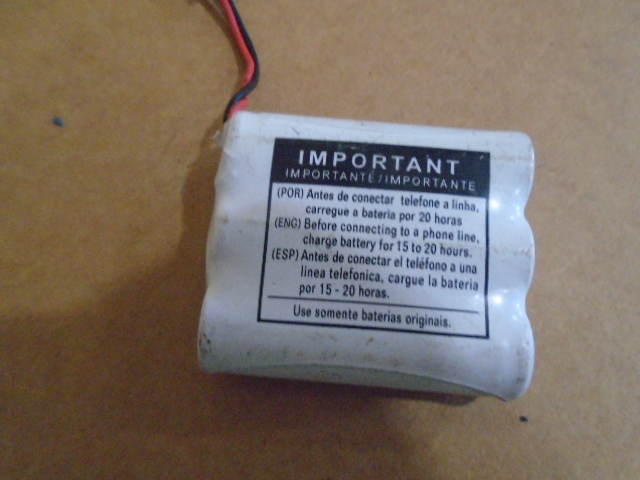 IMPORTANT
IMPORTANTE/IMPORTANTE
(POR) Antes de conectar telefone a linha,
carregue a bateria por 20 horas
(ENG) Before connecting to a phone line,
charge battery for 15 to 20 hours.
(ESP) Antes de conectar el teléfono a una
linea telefonica, cargue la bateria
por 15 - 20 horas.
Use somente baterias originais.